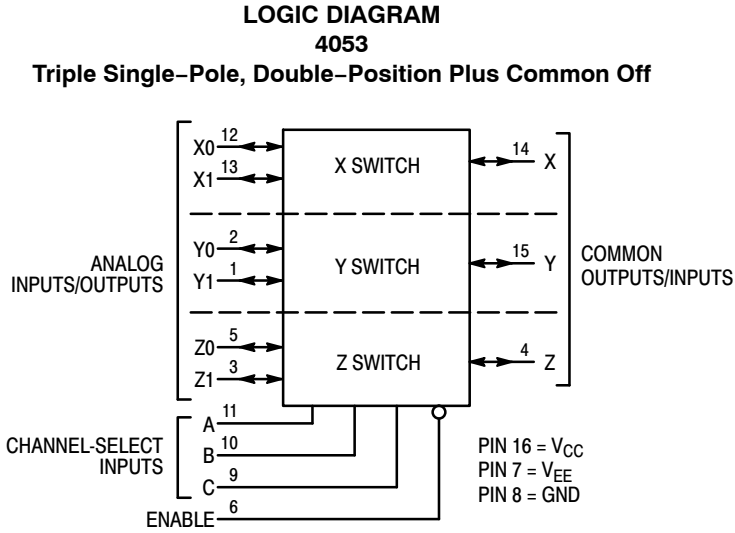 LOGIC DIAGRAM
4053
Triple Single–Pole, Double–Position Plus Common Off
X0 12
X1 13
X SWITCH
14 X
Y0 2
Y1 1
Y SWITCH
15 Y
ANALOG
INPUTS/OUTPUTS
COMMON
OUTPUTS/INPUTS
Z0 5
Z1 3
Z SWITCH
4 Z
CHANNEL-SELECT
INPUTS
A 11
B 10
C 9
ENABLE 6
PIN 16 = VCC
PIN 7 = VEE
PIN 8 = GND